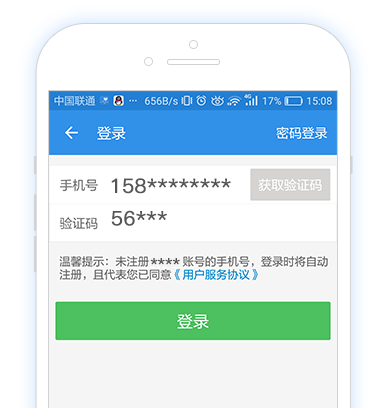 中国联通 ··· 656B/s 4G 17% 15:08
登录 密码登录
手机号 158******** 获取验证码
验证码 56***
温馨提示：未注册 **** 账号的手机号，登录时将自动
注册，且代表您已同意《用户服务协议》
登录